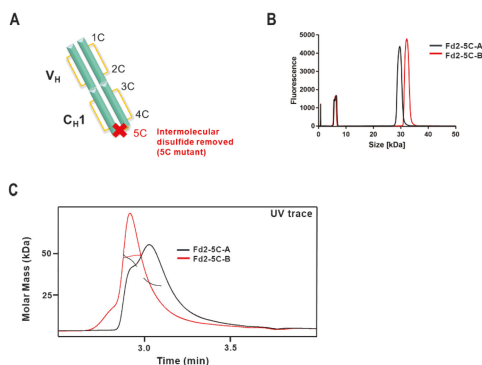 A
1C
2C
3C
4C
5C
VH
CH1
Intermolecular
disulfide removed
(5C mutant)
B
Fluorescence
5000
4000
3000
2000
1000
0
0 10 20 30 40 50
Size [kDa]
Fd2-5C-A
Fd2-5C-B
C
UV trace
Molar Mass (kDa)
50
25
Fd2-5C-A
Fd2-5C-B
3.0 3.5
Time (min)